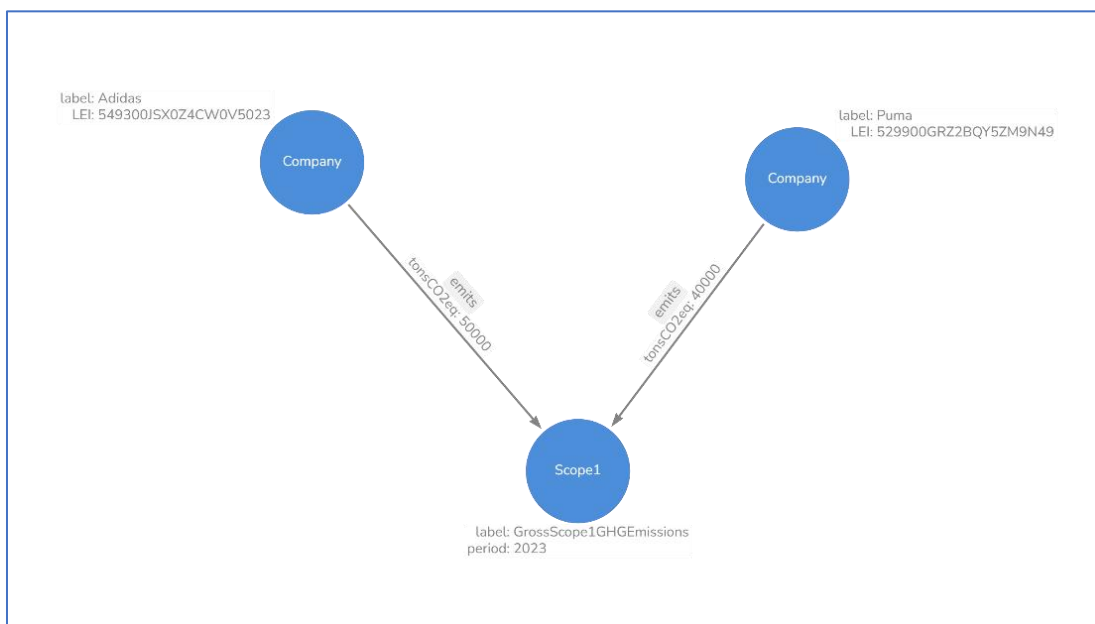 label: Adidas
LEI: 549300JSX0Z4CW0V5023
Company
label: Puma
LEI: 529900GRZ2BQY5ZM9N49
Company
emits
tonsCO2eq: 50000
emits
tonsCO2eq: 40000
Scope1
label: GrossScope1GHGEmissions
period: 2023